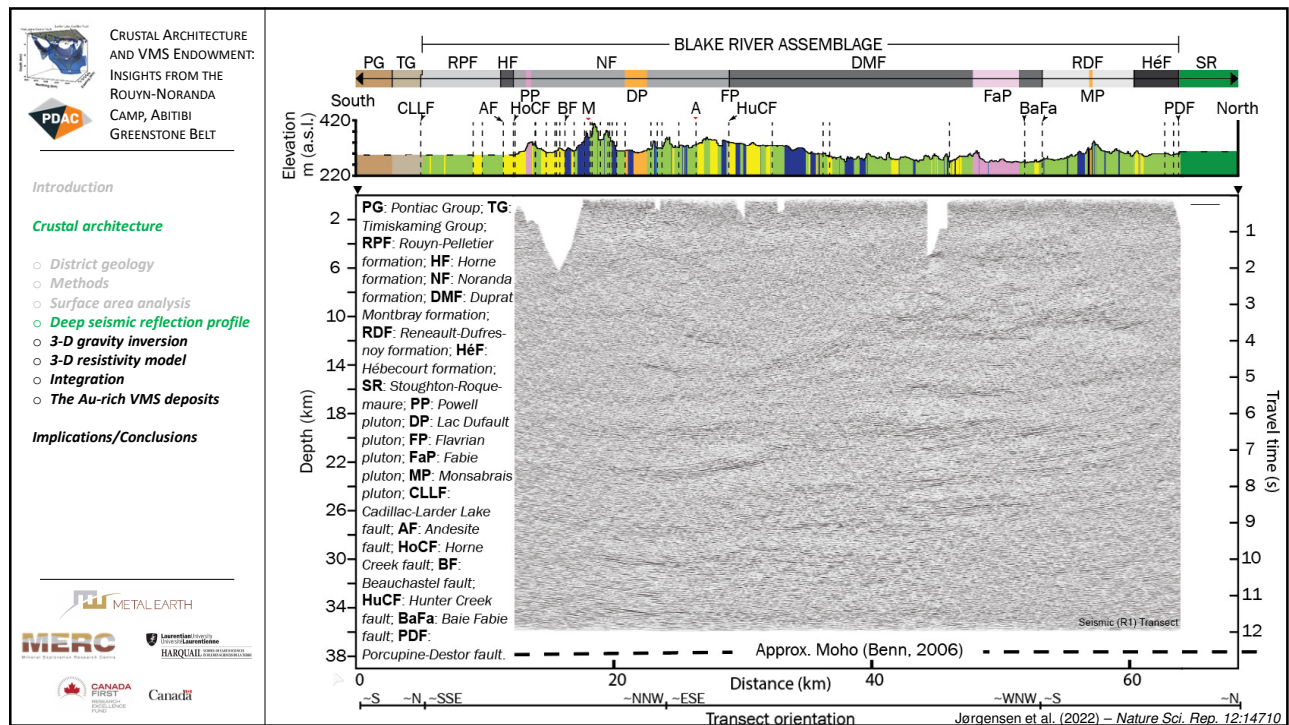 CRUSTAL ARCHITECTURE
AND VMS ENDOWMENT:
INSIGHTS FROM THE
ROUYN-NORANDA
CAMP, ABITIBI
GREENSTONE BELT
PDAC
Introduction
Crustal architecture
○ District geology
○ Methods
○ Surface area analysis
○ Deep seismic reflection profile
○ 3-D gravity inversion
○ 3-D resistivity model
○ Integration
○ The Au-rich VMS deposits
Implications/Conclusions
METAL EARTH
MERC
Mineral Exploration Research Centre
LaurentianUniversity
UniversitéLaurentienne
HARQUAIL
CANADA
FIRST
RESEARCH
EXCELLENCE
FUND
Canada
BLAKE RIVER ASSEMBLAGE
PG TG RPF HF NF DMF RDF HéF SR
PP DP FP FaP MP
South North
CLLF AF HoCF BF M A HuCF BaFa PDF
Elevation
m (a.s.l.)
420
220
PG: Pontiac Group; TG:
Timiskaming Group;
RPF: Rouyn-Pelletier
formation; HF: Horne
formation; NF: Noranda
formation; DMF: Duprat
Montbray formation;
RDF: Reneault-Dufres-
noy formation; HéF:
Hébecourt formation;
SR: Stoughton-Roque-
maure; PP: Powell
pluton; DP: Lac Dufault
pluton; FP: Flavrian
pluton; FaP: Fabie
pluton; MP: Monsabrais
pluton; CLLF:
Cadillac-Larder Lake
fault; AF: Andesite
fault; HoCF: Horne
Creek fault; BF:
Beauchastel fault;
HuCF: Hunter Creek
fault; BaFa: Baie Fabie
fault; PDF:
Porcupine-Destor fault.
Depth (km)
2
6
10
14
18
22
26
30
34
38
Travel time (s)
1
2
3
4
5
6
7
8
9
10
11
12
Seismic (R1) Transect
Approx. Moho (Benn, 2006)
0 20 40 60
Distance (km)
~S ~N ~SSE ~NNW ~ESE ~WNW ~S ~N
Transect orientation
Jørgensen et al. (2022) – Nature Sci. Rep. 12:14710